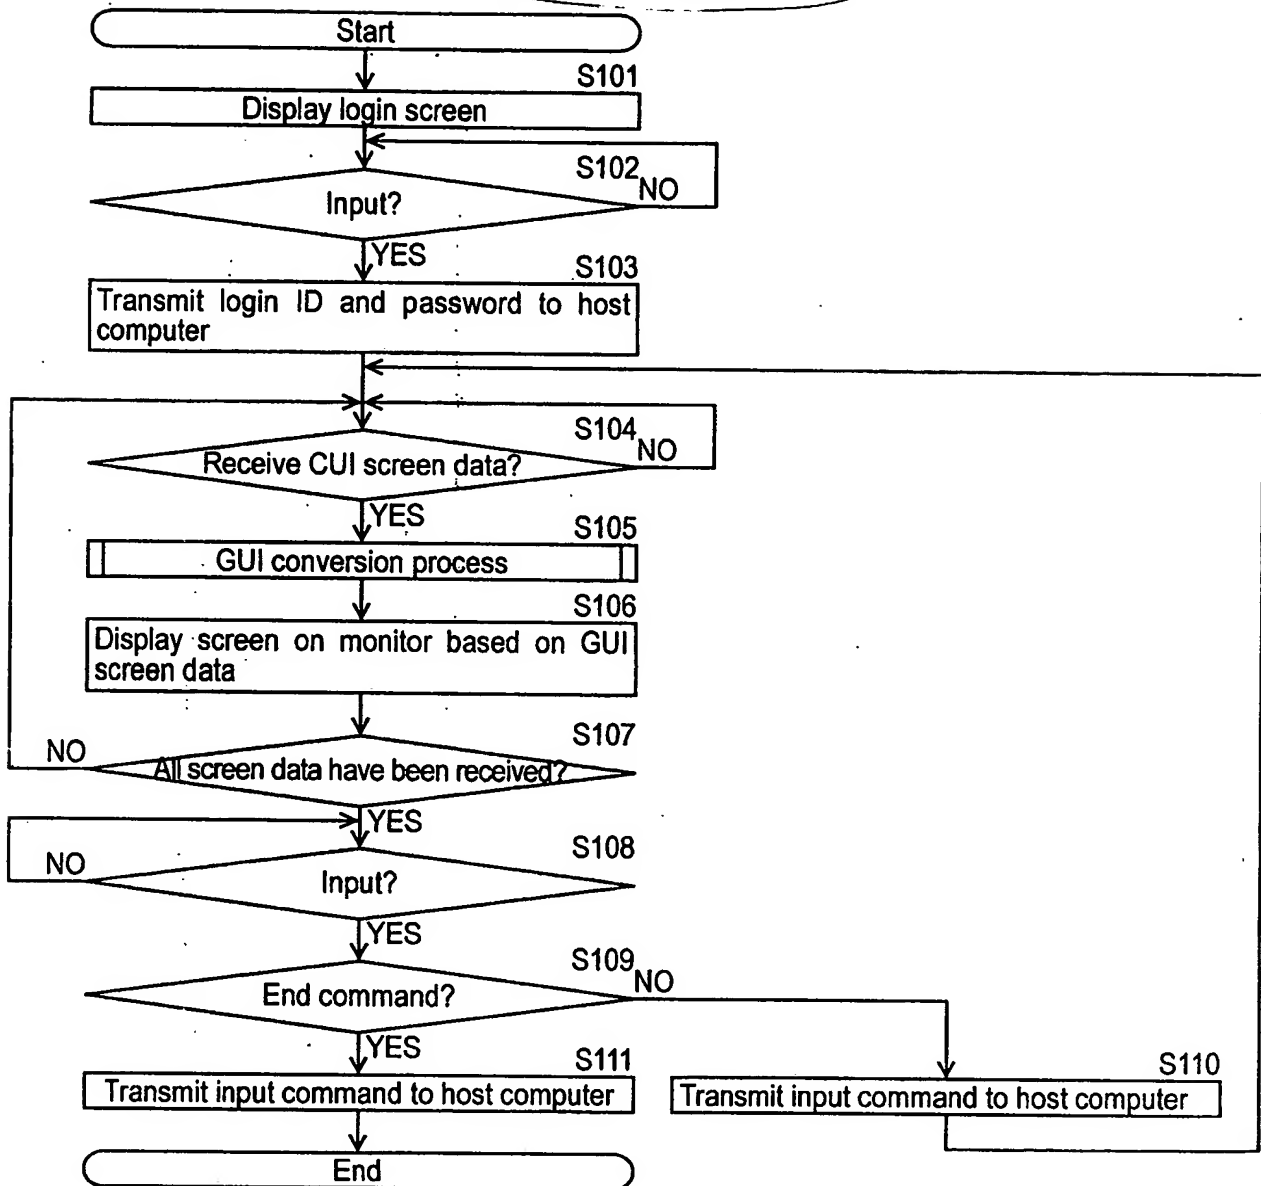 Start
S101
Display login screen
S102
NO
Input?
YES
S103
Transmit login ID and password to host
computer
S104
NO
Receive CUI screen data?
YES
S105
GUI conversion process
S106
Display screen on monitor based on GUI
screen data
S107
NO
All screen data have been received?
YES
S108
NO
Input?
YES
S109
NO
End command?
YES
S111
Transmit input command to host computer
S110
Transmit input command to host computer
End